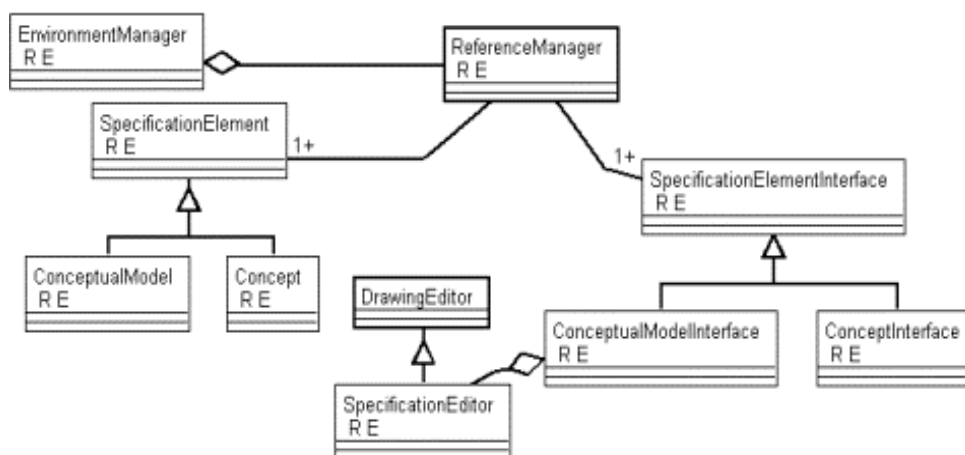 EnvironmentManager
R E
ReferenceManager
R E
SpecificationElement
R E
1+
1+
SpecificationElementInterface
R E
ConceptualModel
R E
Concept
R E
DrawingEditor
ConceptualModelInterface
R E
ConceptInterface
R E
SpecificationEditor
R E